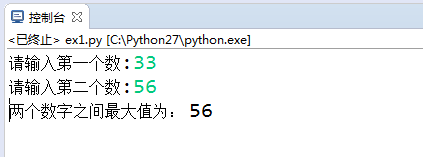 控制台
<已终止> ex1.py [C:\Python27\python.exe]
请输入第一个数:33
请输入第二个数:56
两个数字之间最大值为: 56